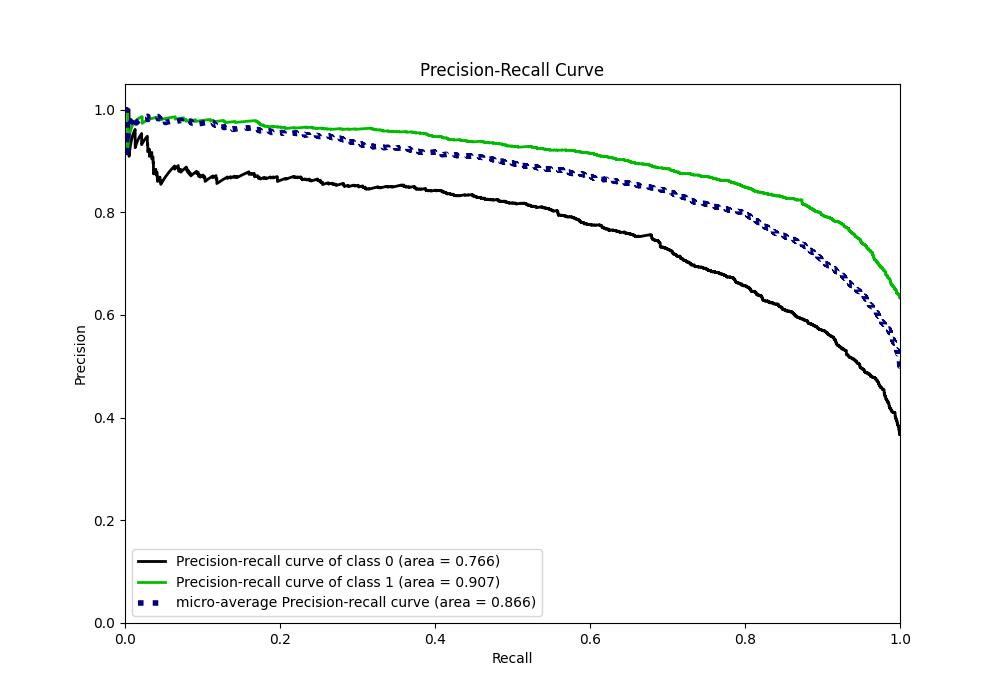 Precision-Recall Curve
1.0
0.8
0.6
0.4
0.2
0.0
Precision
Precision-recall curve of class 0 (area = 0.766)
Precision-recall curve of class 1 (area = 0.907)
micro-average Precision-recall curve (area = 0.866)
0.0 0.2 0.4 0.6 0.8 1.0
Recall